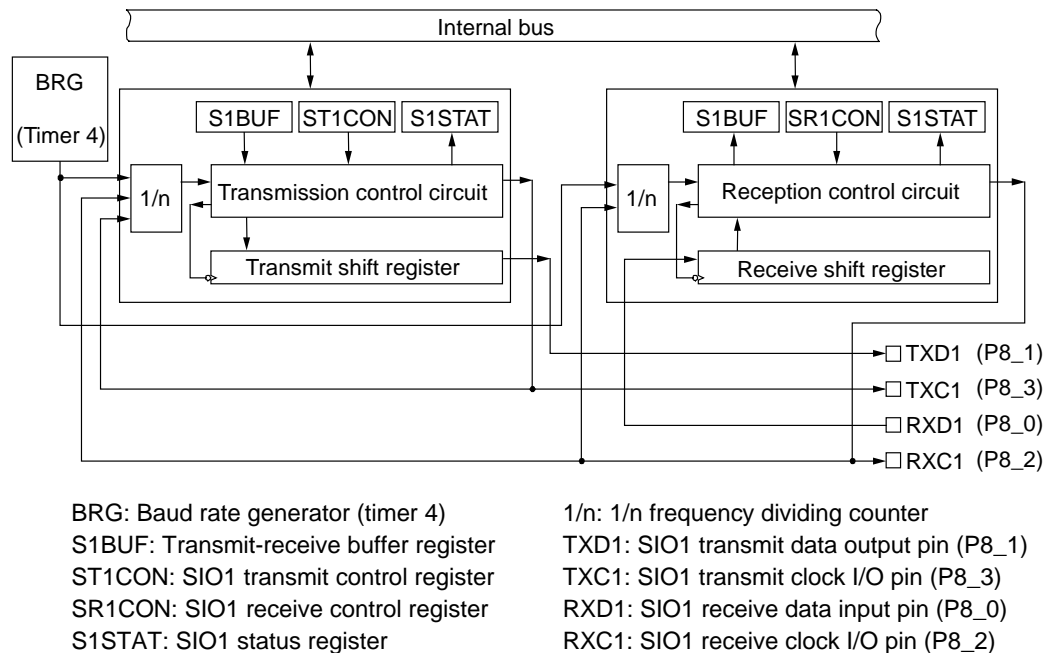 Internal bus
BRG
(Timer 4)
S1BUF ST1CON S1STAT
1/n
Transmission control circuit
Transmit shift register
S1BUF SR1CON S1STAT
1/n
Reception control circuit
Receive shift register
TXD1 (P8_1)
TXC1 (P8_3)
RXD1 (P8_0)
RXC1 (P8_2)
BRG: Baud rate generator (timer 4)
S1BUF: Transmit-receive buffer register
ST1CON: SIO1 transmit control register
SR1CON: SIO1 receive control register
S1STAT: SIO1 status register
1/n: 1/n frequency dividing counter
TXD1: SIO1 transmit data output pin (P8_1)
TXC1: SIO1 transmit clock I/O pin (P8_3)
RXD1: SIO1 receive data input pin (P8_0)
RXC1: SIO1 receive clock I/O pin (P8_2)